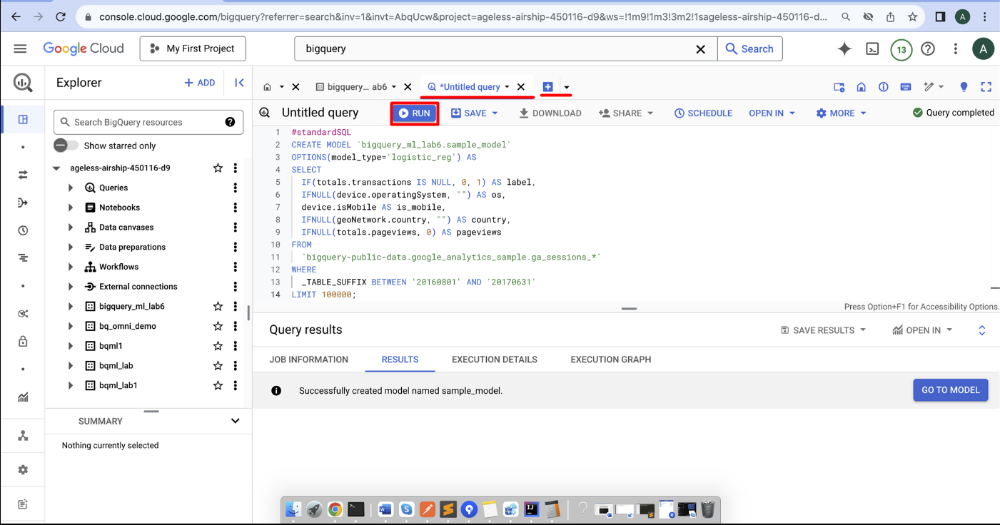 console.cloud.google.com/bigquery?referrer=search&inv=1&invt=AbqUcw&project=ageless-airship-450116-d9&ws=!1m9!1m3!3m2!1sageless-airship-450116-d...
A
Google Cloud
My First Project
bigquery
Search
13
A
Explorer
+ ADD
bigquery... ab6
*Untitled query
Untitled query
RUN
SAVE
DOWNLOAD
SHARE
SCHEDULE
OPEN IN
MORE
Query completed
Search BigQuery resources
Show starred only
ageless-airship-450116-d9
Queries
Notebooks
Data canvases
Data preparations
Workflows
External connections
bigquery_ml_lab6
bq_omni_demo
bqml1
bqml_lab
bqml_lab1
SUMMARY
Nothing currently selected
1 #standardSQL
2 CREATE MODEL `bigquery_ml_lab6.sample_model`
3 OPTIONS(model_type='logistic_reg') AS
4 SELECT
5 IF(totals.transactions IS NULL, 0, 1) AS label,
6 IFNULL(device.operatingSystem, "") AS os,
7 device.isMobile AS is_mobile,
8 IFNULL(geoNetwork.country, "") AS country,
9 IFNULL(totals.pageviews, 0) AS pageviews
10 FROM
11 `bigquery-public-data.google_analytics_sample.ga_sessions_*`
12 WHERE
13 _TABLE_SUFFIX BETWEEN '20160801' AND '20170631'
14 LIMIT 100000;
Press Option+F1 for Accessibility Options.
Query results
SAVE RESULTS
OPEN IN
JOB INFORMATION
RESULTS
EXECUTION DETAILS
EXECUTION GRAPH
Successfully created model named sample_model.
GO TO MODEL